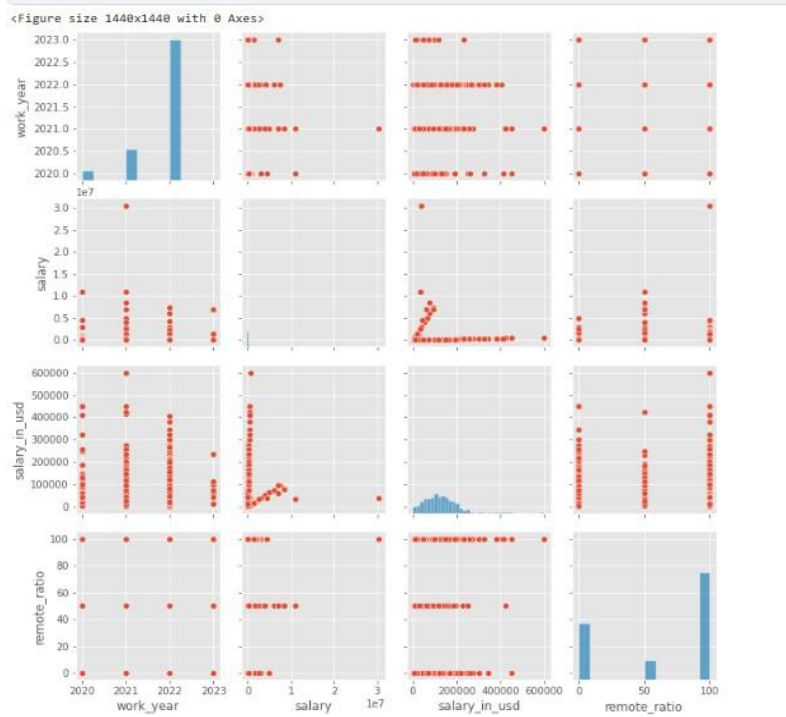 <Figure size 1440x1440 with 0 Axes>
2023.0
2022.5
2022.0
2021.5
2021.0
2020.5
2020.0
work_year
1e7
3.0
2.5
2.0
1.5
1.0
0.5
0.0
salary
600000
500000
400000
300000
200000
100000
0
salary_in_usd
100
80
60
40
20
0
remote_ratio
2020 2021 2022 2023
work_year
0 1 2 3
1e7
salary
0 200000 400000 600000
salary_in_usd
0 50 100
remote_ratio